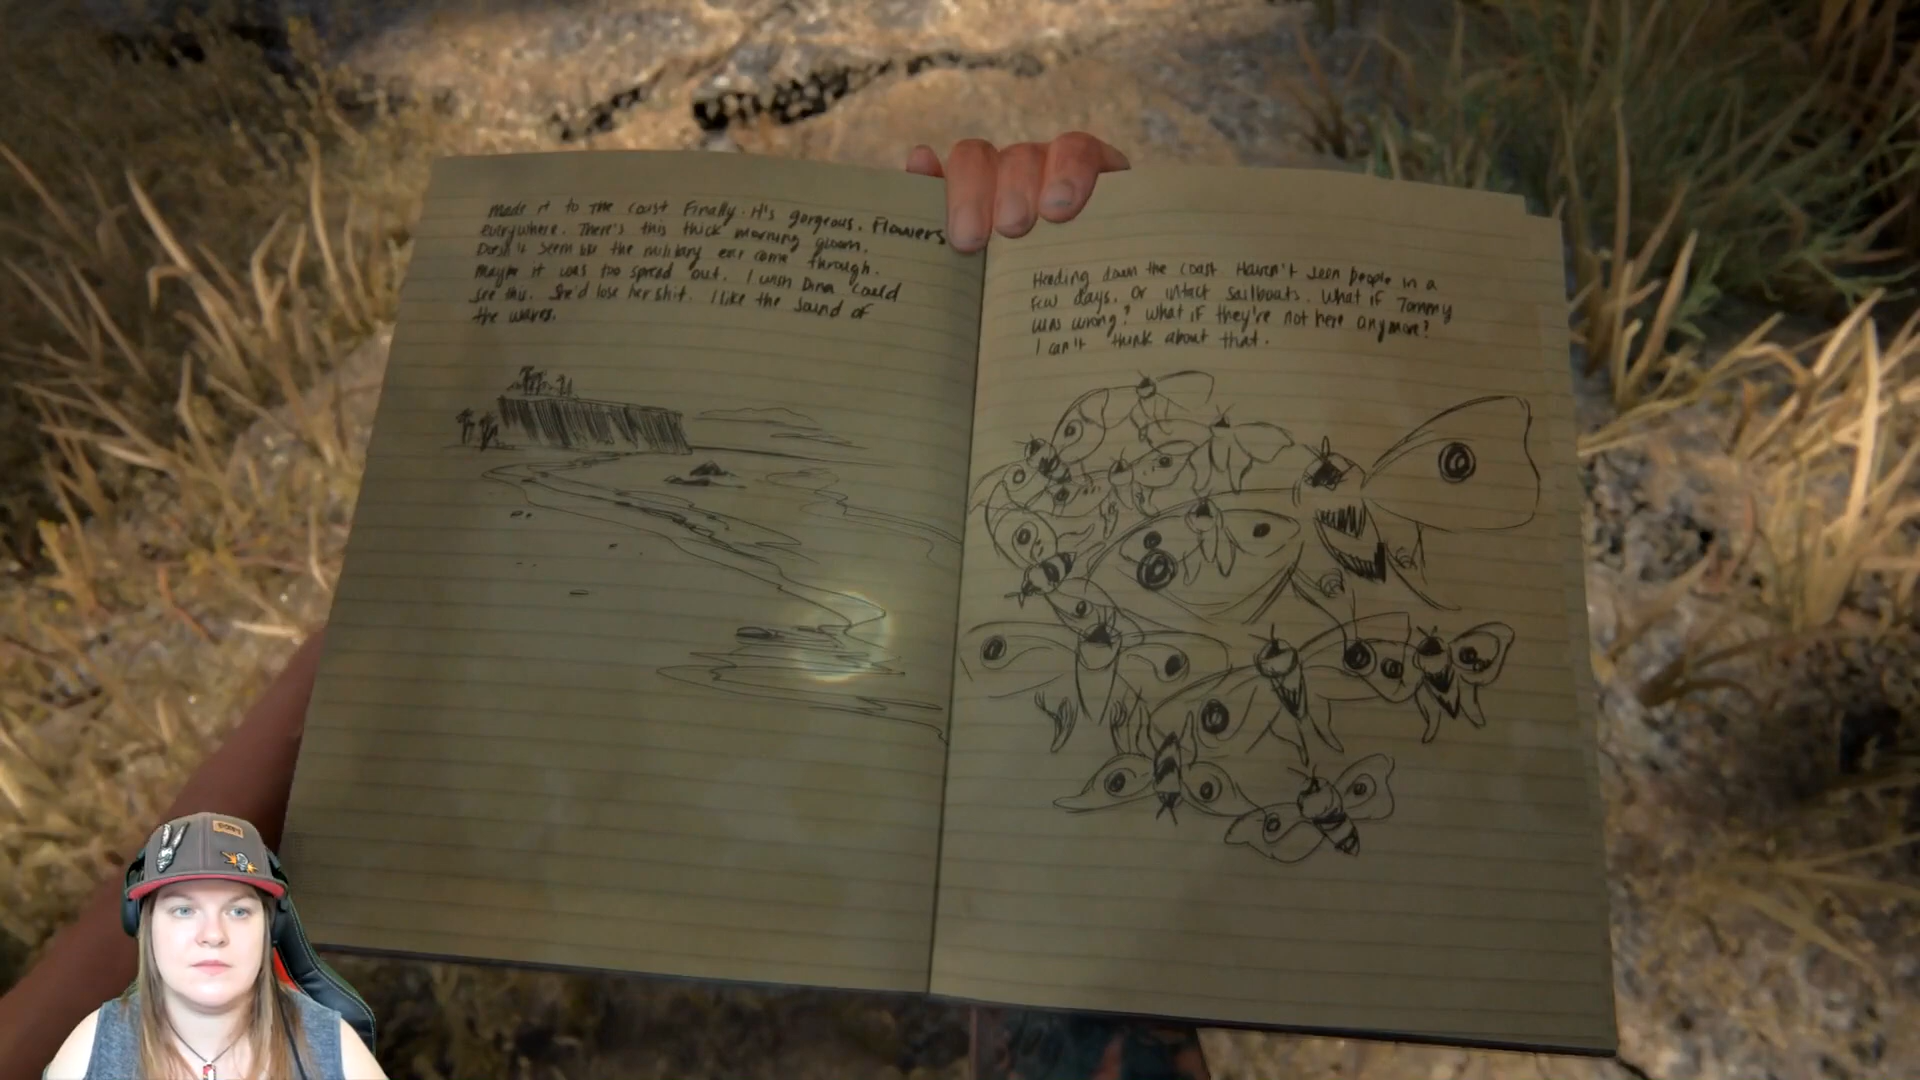 Made it to the coast finally. It's gorgeous. Flowers
everywhere. There's this thick morning gloom.
Doesn't seem like the military ever come through.
Maybe it was too spread out. I wish Dina could
see this. She'd lose her shit. I like the sound of
the waves.
Heading down the coast Haven't seen people in a
few days. Or intact sailboats. What if Tommy
was wrong? What if they're not here anymore?
I can't think about that.